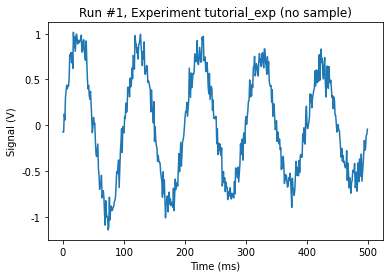 Run #1, Experiment tutorial_exp (no sample)
Signal (V)
1
0.5
0
-0.5
-1
0 100 200 300 400 500
Time (ms)